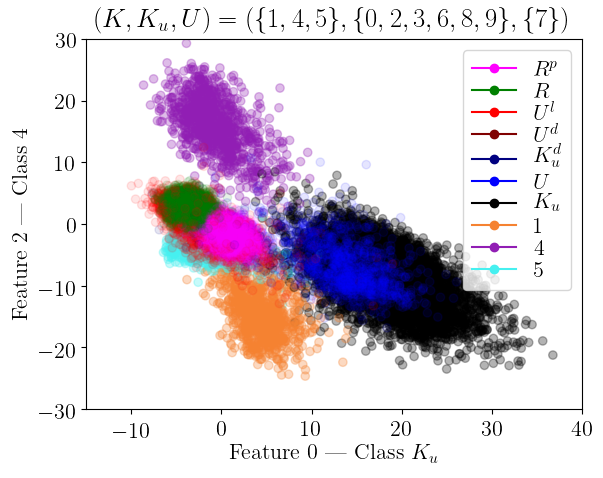 (K, K_u, U) = ({1, 4, 5}, {0, 2, 3, 6, 8, 9}, {7})
30
20
10
0
−10
−20
−30
Feature 2 — Class 4
R^p
R
U^l
U^d
K_u^d
U
K_u
1
4
5
−10
0
10
20
30
40
Feature 0 — Class K_u